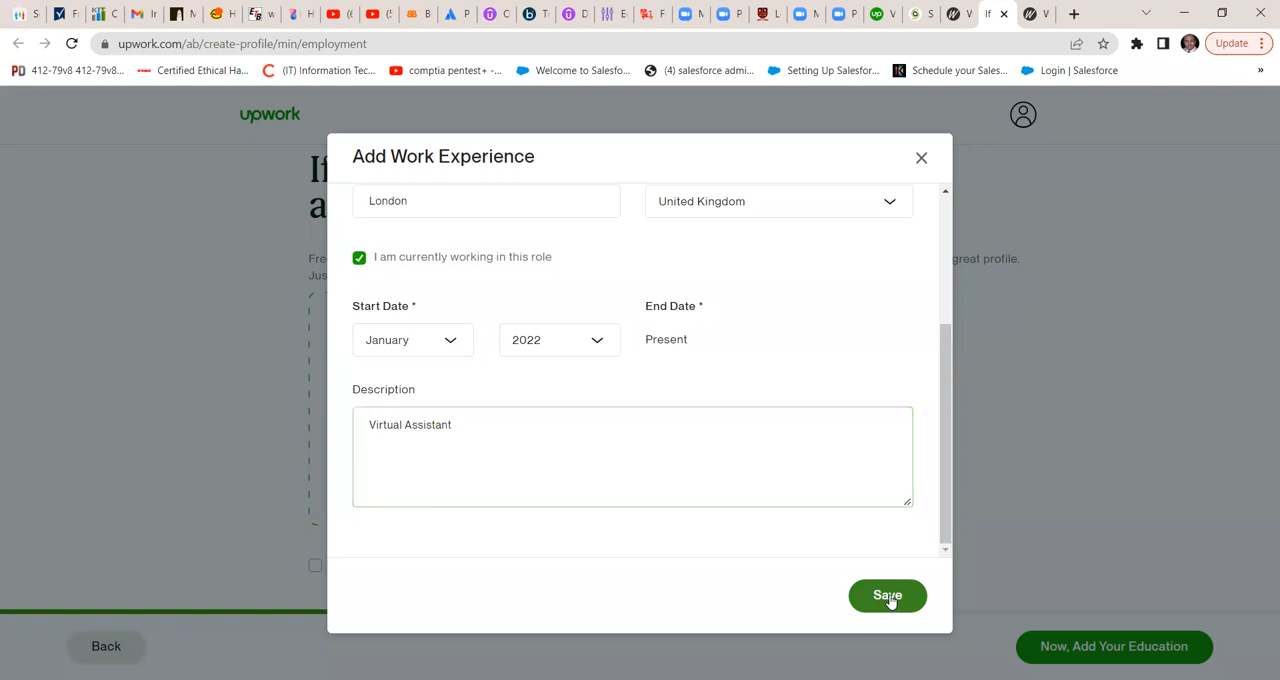 upwork.com/ab/create-profile/min/employment
Update
412-79v8 412-79v8...
Certified Ethical Ha...
(IT) Information Tec...
comptia pentest+ -...
Welcome to Salesfo...
(4) salesforce admi...
Setting Up Salesfor...
Schedule your Sales...
Login | Salesforce
»
upwork
Add Work Experience
London
United Kingdom
great profile.
I am currently working in this role
Start Date *
End Date *
January
2022
Present
Description
Virtual Assistant
Save
Back
Now, Add Your Education